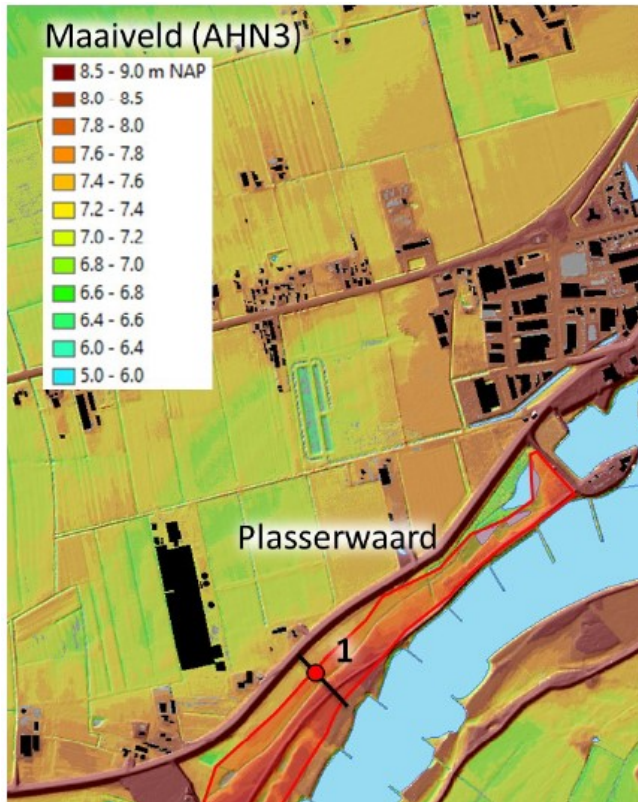 Maaiveld (AHN3)
8.5 - 9.0 m NAP
8.0 - 8.5
7.8 - 8.0
7.6 - 7.8
7.4 - 7.6
7.2 - 7.4
7.0 - 7.2
6.8 - 7.0
6.6 - 6.8
6.4 - 6.6
6.0 - 6.4
5.0 - 6.0
Plasserwaard
1